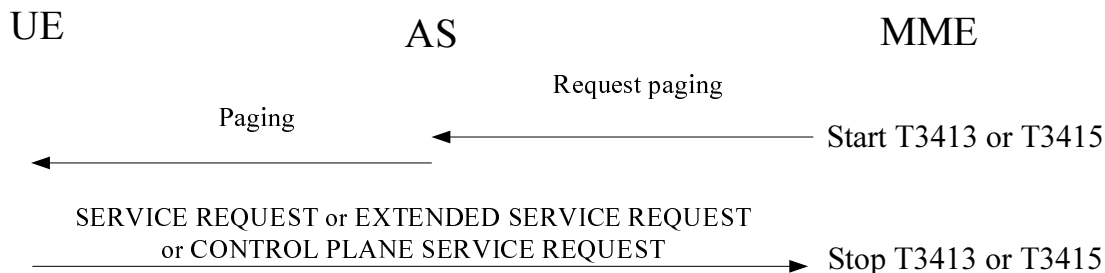 UE
AS
MME
Request paging
Paging
Start T3413 or T3415
SERVICE REQUEST or EXTENDED SERVICE REQUEST
or CONTROL PLANE SERVICE REQUEST
Stop T3413 or T3415